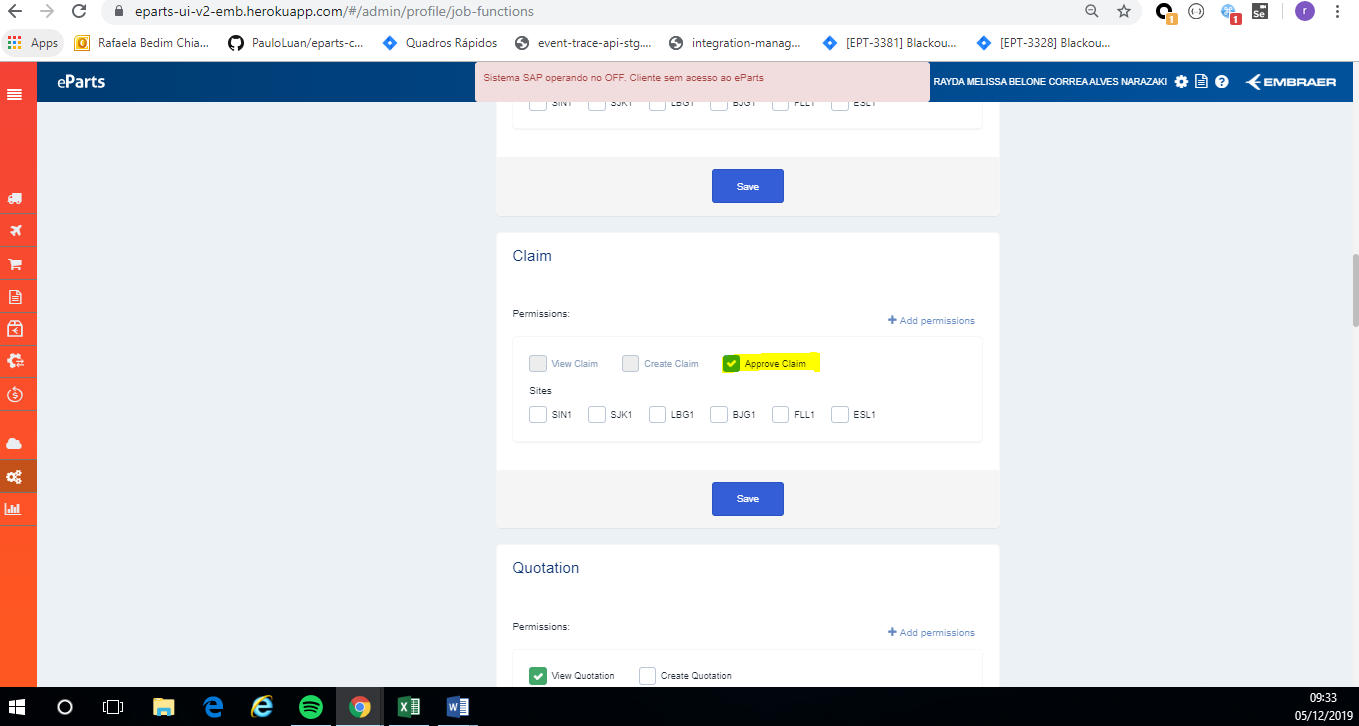 eparts-ui-v2-emb.herokuapp.com/#/admin/profile/job-functions
1
1
Se
r
Apps
Rafaela Bedim Chia...
PauloLuan/eparts-c...
Quadros Rápidos
event-trace-api-stg....
integration-manag...
[EPT-3381] Blackou...
[EPT-3328] Blackou...
eParts
Sistema SAP operando no OFF. Cliente sem acesso ao eParts
RAYDA MELISSA BELONE CORREA ALVES NARAZAKI
EMBRAER
SIN1 SJK1 LBG1 BJG1 FLL1 ESL1
Save
Claim
Permissions:
Add permissions
View Claim Create Claim Approve Claim
Sites
SIN1 SJK1 LBG1 BJG1 FLL1 ESL1
Save
Quotation
Permissions:
Add permissions
View Quotation Create Quotation
09:33
05/12/2019